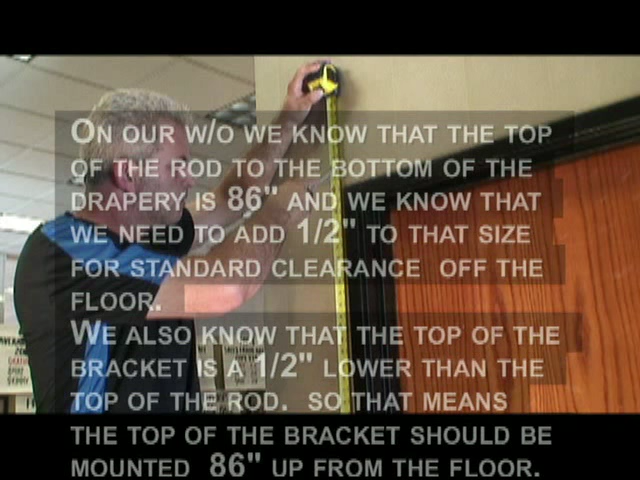 On our w/o we know that the top
of the rod to the bottom of the
drapery is 86" and we know that
we need to add 1/2" to that size
for standard clearance off the
floor.
We also know that the top of the
bracket is a 1/2" lower than the
top of the rod. So that means
the top of the bracket should be
mounted 86" up from the floor.